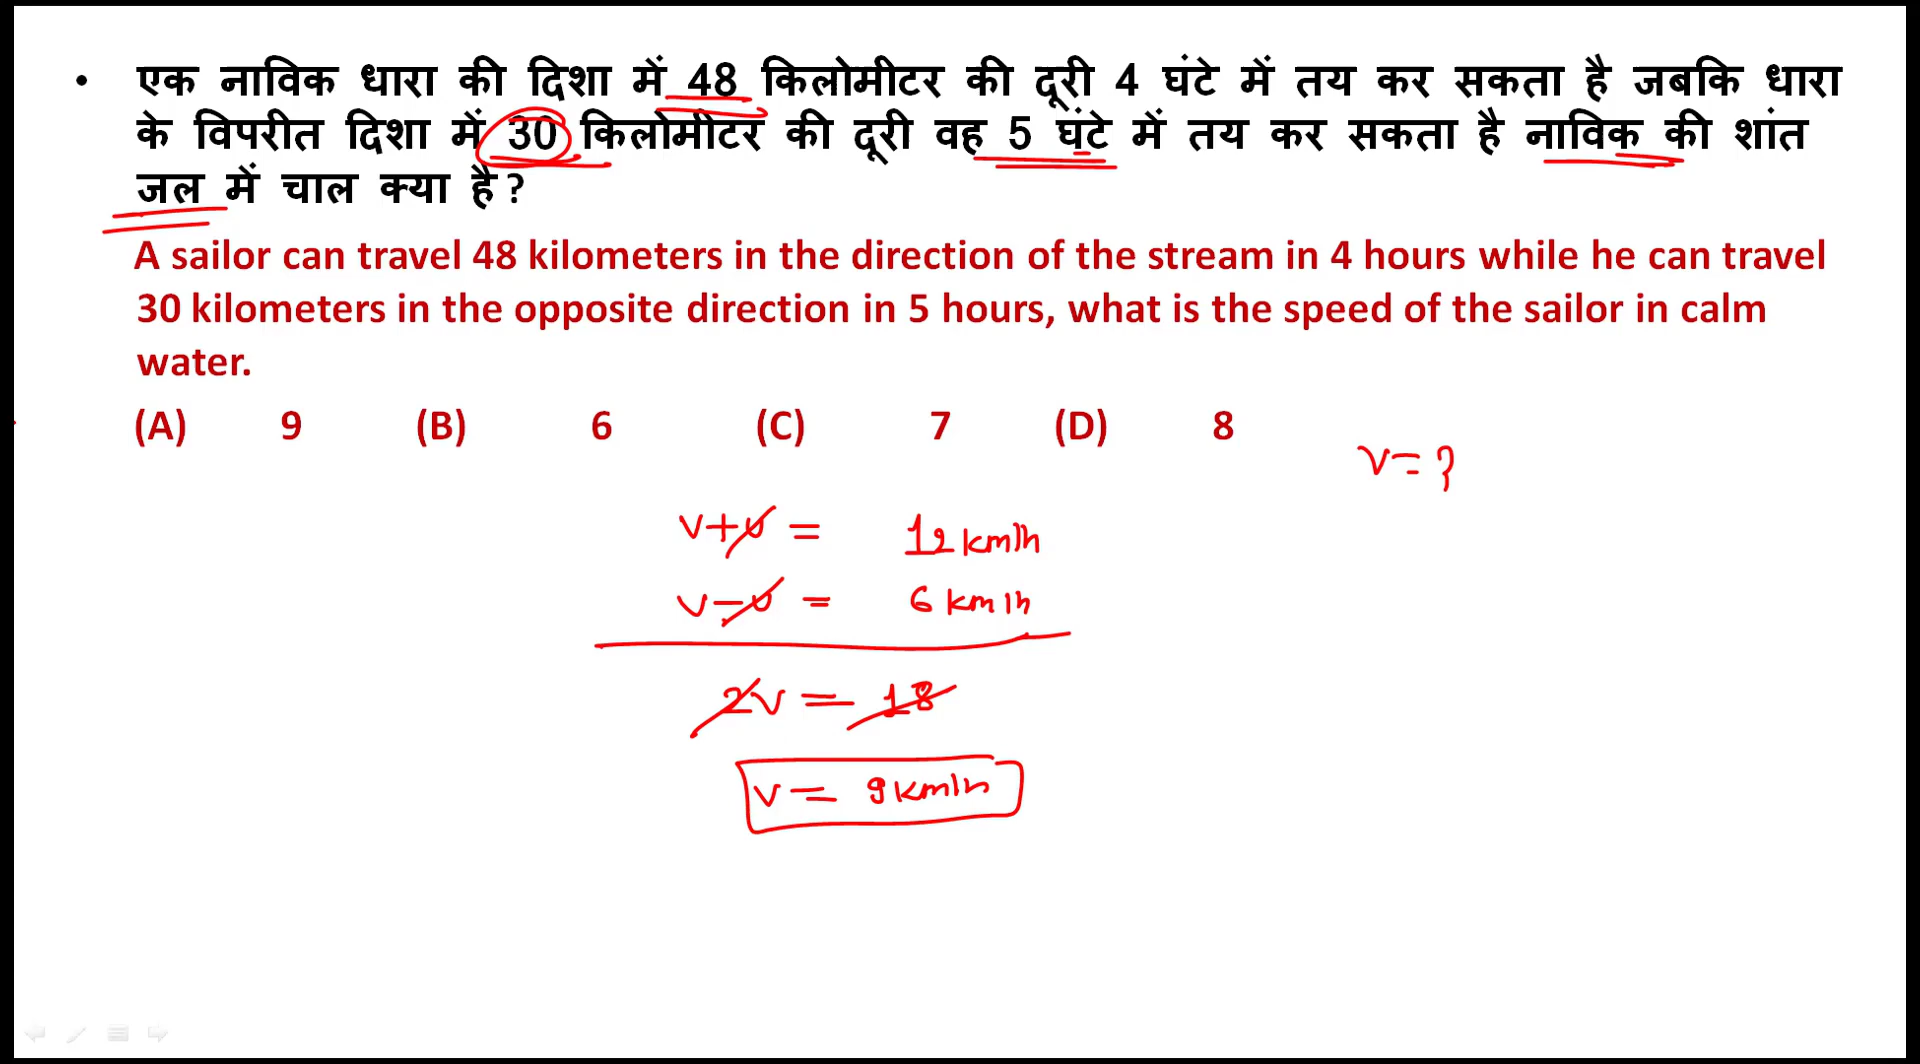 • एक नाविक धारा की दिशा में 48 किलोमीटर की दूरी 4 घंटे में तय कर सकता है जबकि धारा
के विपरीत दिशा में 30 किलोमीटर की दूरी वह 5 घंटे में तय कर सकता है नाविक की शांत
जल में चाल क्या है?
A sailor can travel 48 kilometers in the direction of the stream in 4 hours while he can travel
30 kilometers in the opposite direction in 5 hours, what is the speed of the sailor in calm
water.
(A) 9 (B) 6 (C) 7 (D) 8
v = ?
v+u = 12 km/h
v-u = 6 km/h
2v = 18
v = 9 km/h